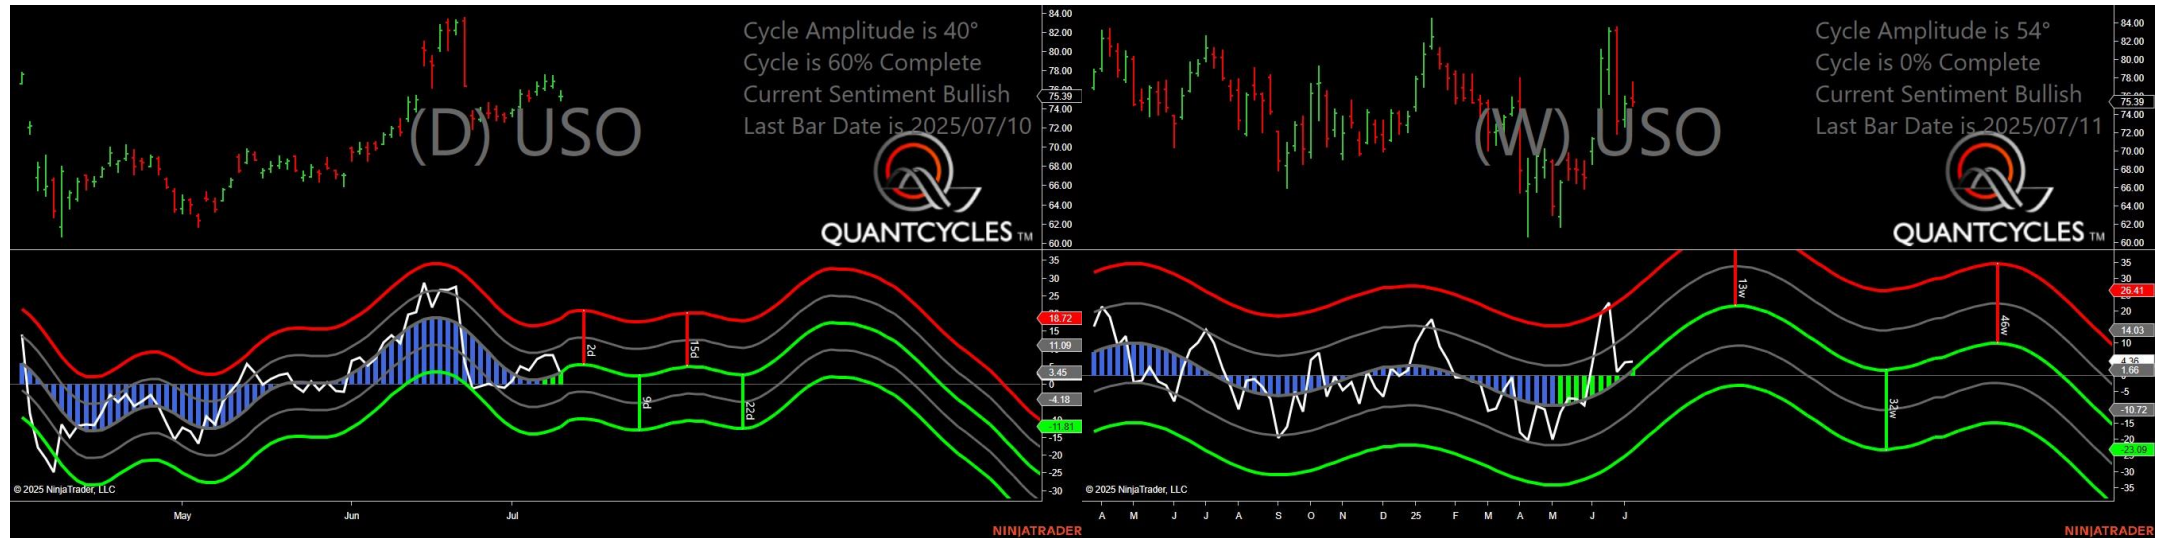 Cycle Amplitude is 40°
Cycle is 60% Complete
Current Sentiment Bullish
Last Bar Date is 2025/07/10
(D) USO
QUANTCYCLES TM
84.00
82.00
80.00
78.00
75.39
74.00
72.00
70.00
68.00
66.00
64.00
62.00
60.00
35
30
25
18.72
15
11.09
3.45
0
-4.18
-11.81
-15
-20
-25
-30
2d
15d
9d
22d
© 2025 NinjaTrader, LLC
May
Jun
Jul
NINJATRADER
Cycle Amplitude is 54°
Cycle is 0% Complete
Current Sentiment Bullish
Last Bar Date is 2025/07/11
(W) USO
QUANTCYCLES TM
84.00
82.00
80.00
78.00
75.39
74.00
72.00
70.00
68.00
66.00
64.00
62.00
60.00
35
30
26.41
20
14.03
10
4.36
1.66
-5
-10.72
-15
-20
-23.09
-30
-35
13w
46w
32w
© 2025 NinjaTrader, LLC
A
M
J
J
A
S
O
N
D
25
F
M
A
M
J
J
NINJATRADER